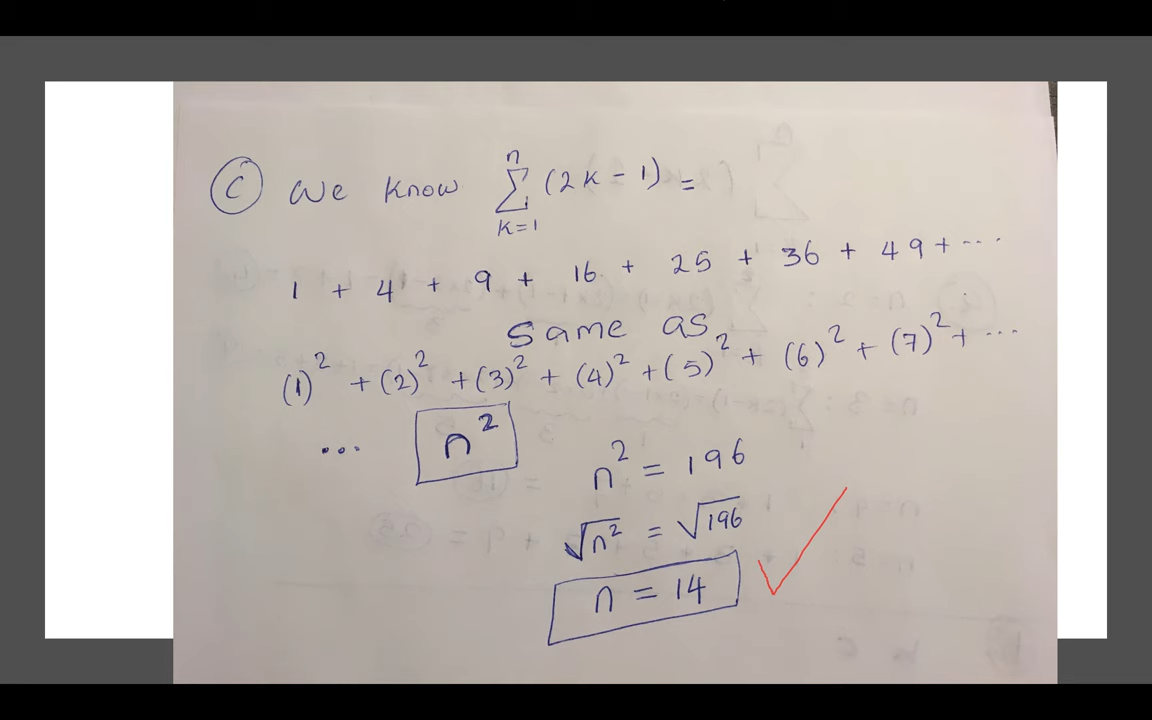 C We know ∑ n k=1 (2k - 1) =
1 + 4 + 9 + 16 + 25 + 36 + 49 + ...
same as
(1)² + (2)² + (3)² + (4)² + (5)² + (6)² + (7)² + ...
... n²
n² = 196
√n² = √196
n = 14